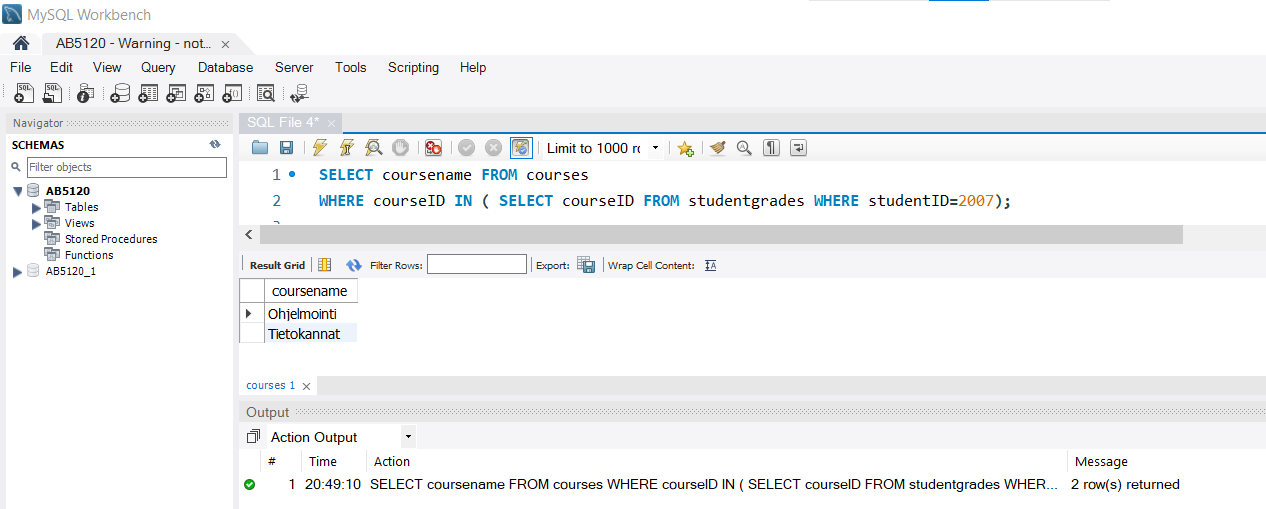 MySQL Workbench
AB5120 - Warning - not... ×
File Edit View Query Database Server Tools Scripting Help
Navigator
SCHEMAS
Filter objects
AB5120
Tables
Views
Stored Procedures
Functions
AB5120_1
SQL File 4* ×
Limit to 1000 rc
1 SELECT coursename FROM courses
2 WHERE courseID IN ( SELECT courseID FROM studentgrades WHERE studentID=2007);
Result Grid Filter Rows: Export: Wrap Cell Content:
coursename
Ohjelmointi
Tietokannat
courses 1 ×
Output
Action Output
# Time Action Message
1 20:49:10 SELECT coursename FROM courses WHERE courseID IN ( SELECT courseID FROM studentgrades WHER... 2 row(s) returned